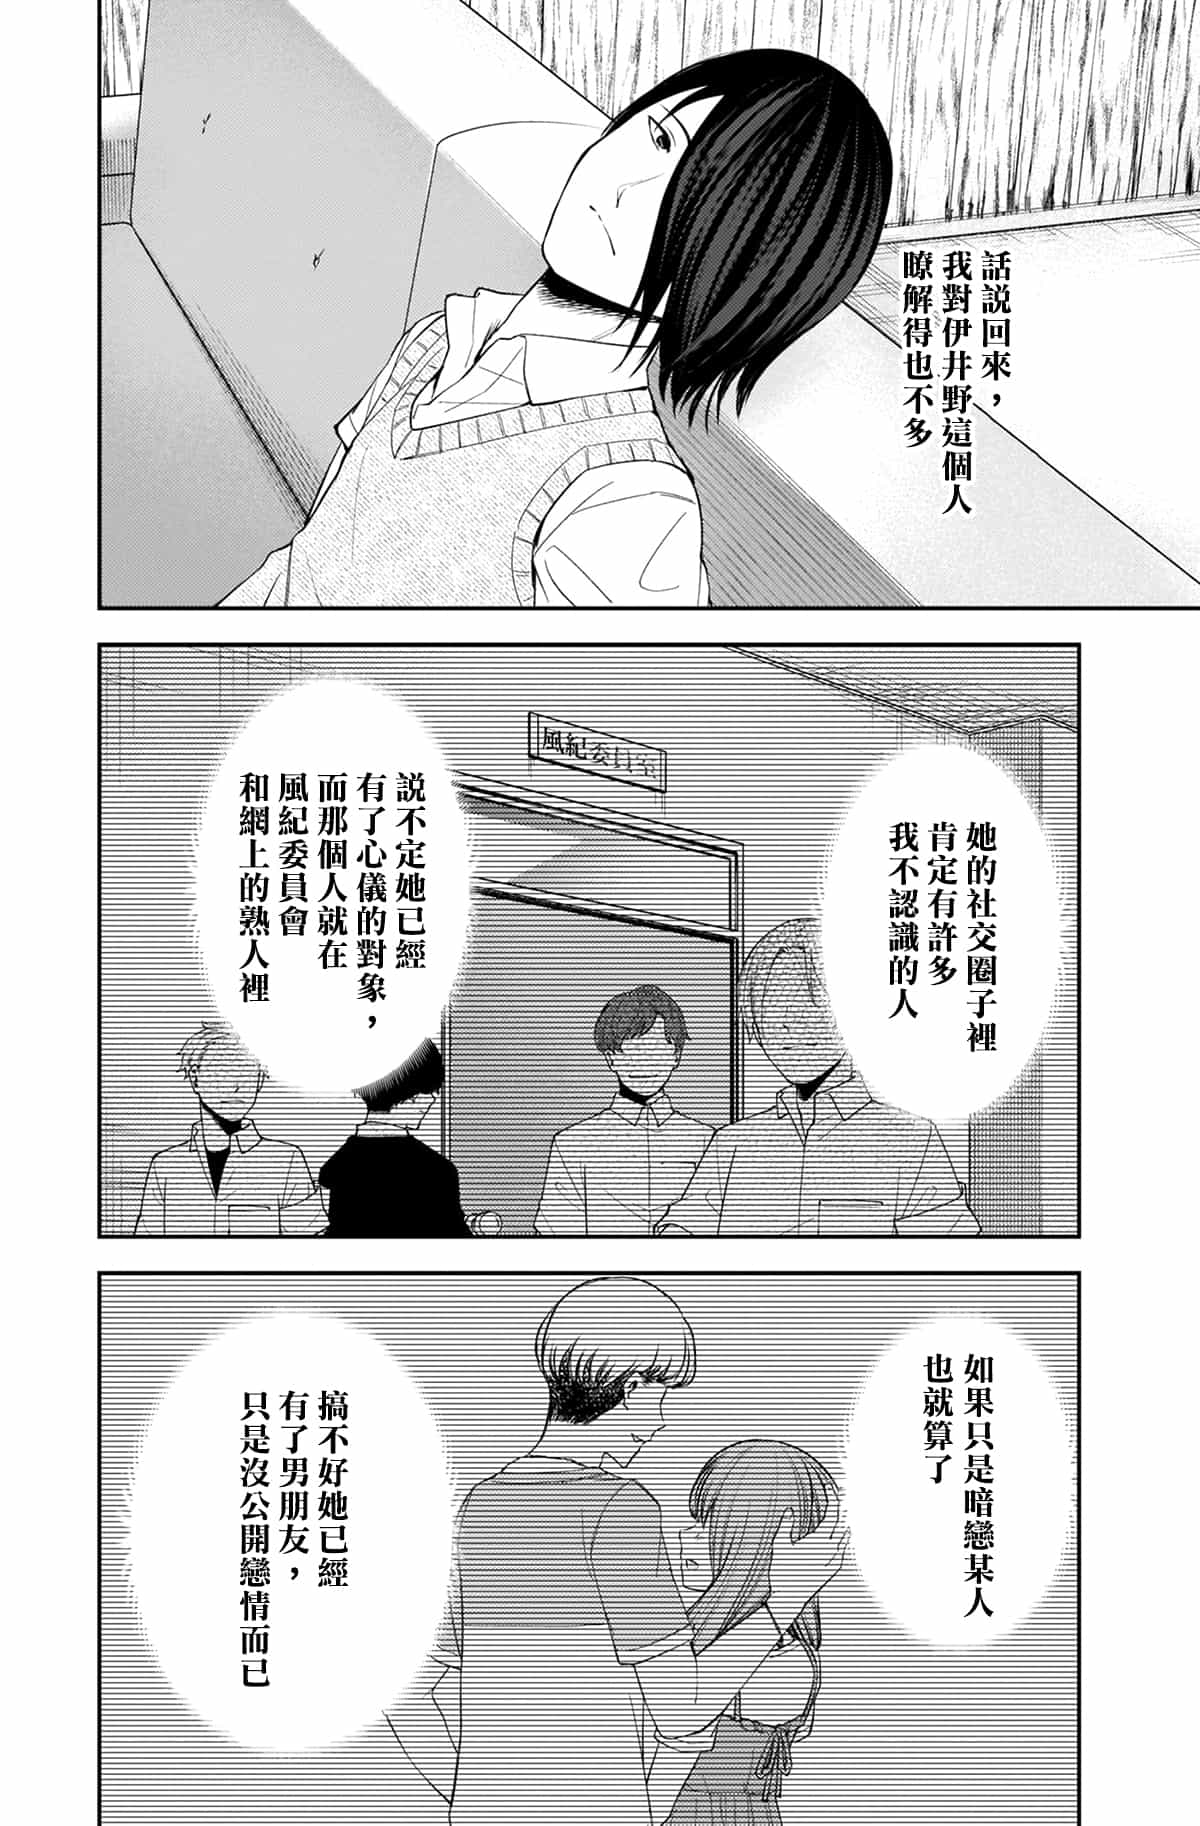 話說回來，
我對伊井野這個人
瞭解得也不多
她的社交圈子裡
肯定有許多
我不認識的人
風紀委員室
說不定她已經
有了心儀的對象，
而那個人就在
風紀委員會
和網上的熟人裡
如果只是暗戀某人
也就算了
搞不好她已經
有了男朋友，
只是沒公開戀情而已